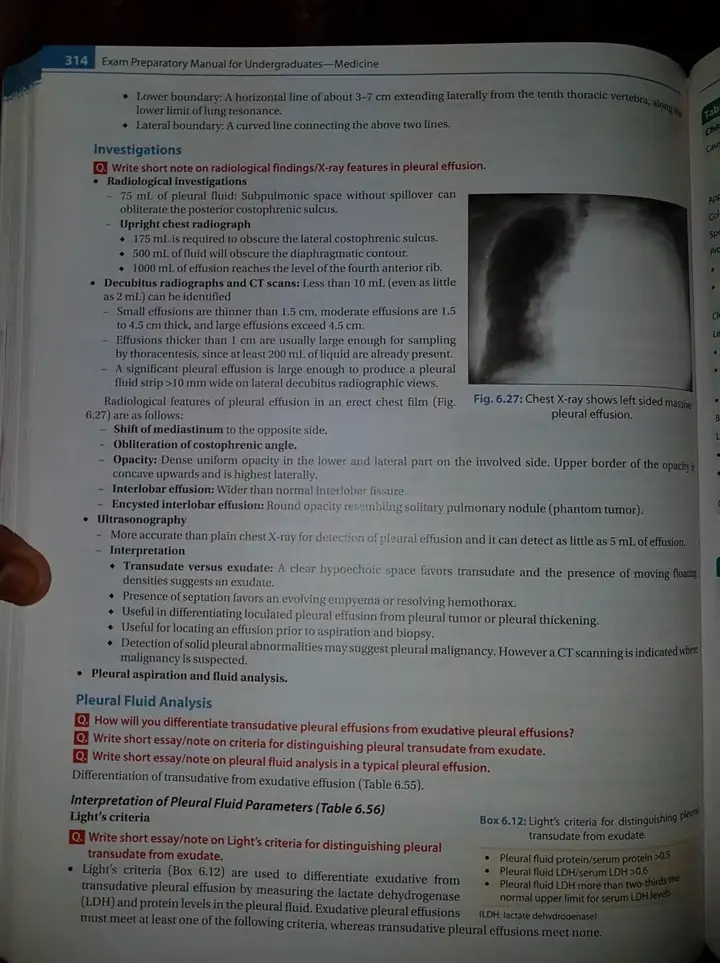 314 Exam Preparatory Manual for Undergraduates—Medicine
♦ Lower boundary: A horizontal line of about 3–7 cm extending laterally from the tenth thoracic vertebra, along the
lower limit of lung resonance.
♦ Lateral boundary: A curved line connecting the above two lines.
Investigations
Q. Write short note on radiological findings/X-ray features in pleural effusion.
• Radiological investigations
– 75 mL of pleural fluid: Subpulmonic space without spillover can
obliterate the posterior costophrenic sulcus.
– Upright chest radiograph
♦ 175 mL is required to obscure the lateral costophrenic sulcus.
♦ 500 mL of fluid will obscure the diaphragmatic contour.
♦ 1000 mL of effusion reaches the level of the fourth anterior rib.
• Decubitus radiographs and CT scans: Less than 10 mL (even as little
as 2 mL) can be identified
– Small effusions are thinner than 1.5 cm, moderate effusions are 1.5
to 4.5 cm thick, and large effusions exceed 4.5 cm.
– Effusions thicker than 1 cm are usually large enough for sampling
by thoracentesis, since at least 200 mL of liquid are already present.
– A significant pleural effusion is large enough to produce a pleural
fluid strip >10 mm wide on lateral decubitus radiographic views.
Radiological features of pleural effusion in an erect chest film (Fig.
6.27) are as follows:
Fig. 6.27: Chest X-ray shows left sided massive
pleural effusion.
– Shift of mediastinum to the opposite side.
– Obliteration of costophrenic angle.
– Opacity: Dense uniform opacity in the lower and lateral part on the involved side. Upper border of the opacity is
concave upwards and is highest laterally.
– Interlobar effusion: Wider than normal interlobar fissure
– Encysted interlobar effusion: Round opacity resembling solitary pulmonary nodule (phantom tumor).
• Ultrasonography
– More accurate than plain chest X-ray for detection of pleural effusion and it can detect as little as 5 mL of effusion.
– Interpretation
♦ Transudate versus exudate: A clear hypoechoic space favors transudate and the presence of moving floating
densities suggests an exudate.
♦ Presence of septation favors an evolving empyema or resolving hemothorax.
♦ Useful in differentiating loculated pleural effusion from pleural tumor or pleural thickening.
♦ Useful for locating an effusion prior to aspiration and biopsy.
♦ Detection of solid pleural abnormalities may suggest pleural malignancy. However a CT scanning is indicated where
malignancy is suspected.
• Pleural aspiration and fluid analysis.
Pleural Fluid Analysis
Q. How will you differentiate transudative pleural effusions from exudative pleural effusions?
Q. Write short essay/note on criteria for distinguishing pleural transudate from exudate.
Q. Write short essay/note on pleural fluid analysis in a typical pleural effusion.
Differentiation of transudative from exudative effusion (Table 6.55).
Interpretation of Pleural Fluid Parameters (Table 6.56)
Light's criteria
Q. Write short essay/note on Light's criteria for distinguishing pleural
transudate from exudate.
• Light's criteria (Box 6.12) are used to differentiate exudative from
transudative pleural effusion by measuring the lactate dehydrogenase
(LDH) and protein levels in the pleural fluid. Exudative pleural effusions
must meet at least one of the following criteria, whereas transudative pleural effusions meet none.
Box 6.12: Light's criteria for distinguishing pleural
transudate from exudate.
• Pleural fluid protein/serum protein >0.5
• Pleural fluid LDH/serum LDH >0.6
• Pleural fluid LDH more than two-thirds the
normal upper limit for serum LDH levels
(LDH: lactate dehydrogenase)